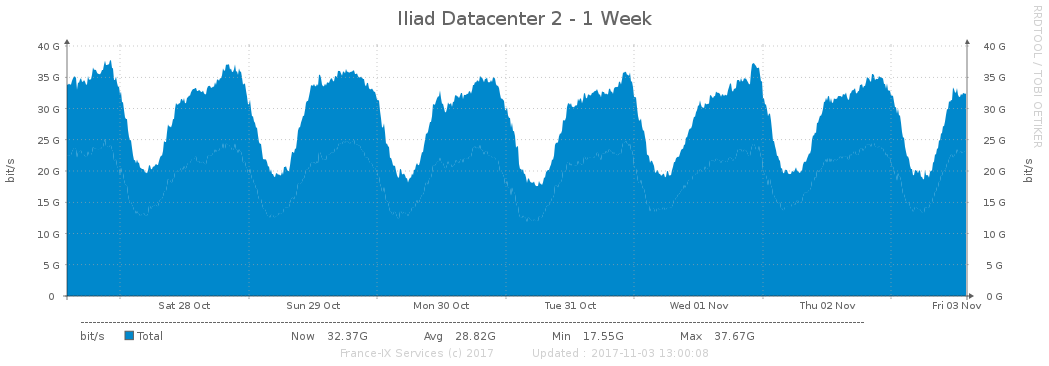 Iliad Datacenter 2 - 1 Week
RRDTOOL / TOBI OETIKER
40 G 40 G
35 G 35 G
30 G 30 G
25 G 25 G
20 G 20 G
15 G 15 G
10 G 10 G
5 G 5 G
0 0 G
bit/s bit/s
Sat 28 Oct Sun 29 Oct Mon 30 Oct Tue 31 Oct Wed 01 Nov Thu 02 Nov Fri 03 Nov
bit/s Total Now 32.37G Avg 28.82G Min 17.55G Max 37.67G
France-IX Services (c) 2017 Updated : 2017-11-03 13:00:08